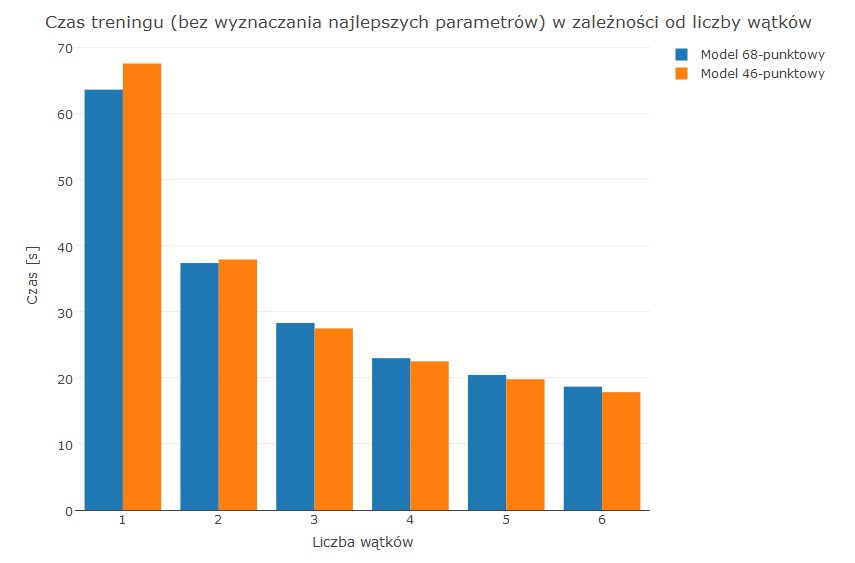 Czas treningu (bez wyznaczania najlepszych parametrów) w zależności od liczby wątków
Model 68-punktowy
Model 46-punktowy
70
60
50
40
30
20
10
0
Czas [s]
1 2 3 4 5 6
Liczba wątków